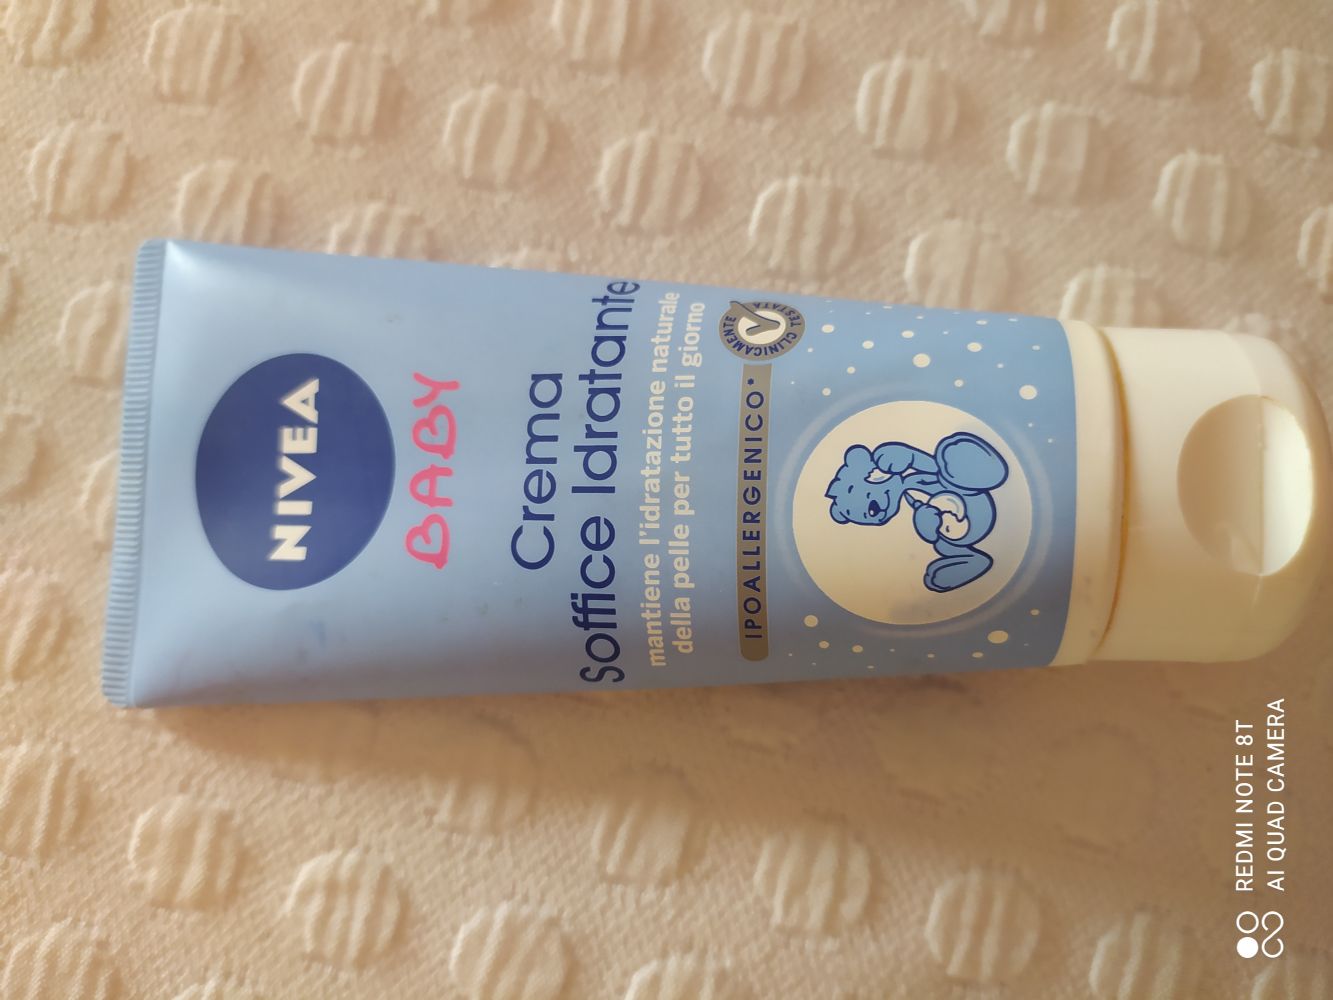 NIVEA
BABY
Crema
Soffice Idratante
mantiene l'idratazione naturale
della pelle per tutto il giorno
IPOALLERGENICO*
CLINICAMENTE TESTATA
REDMI NOTE 8T
AI QUAD CAMERA